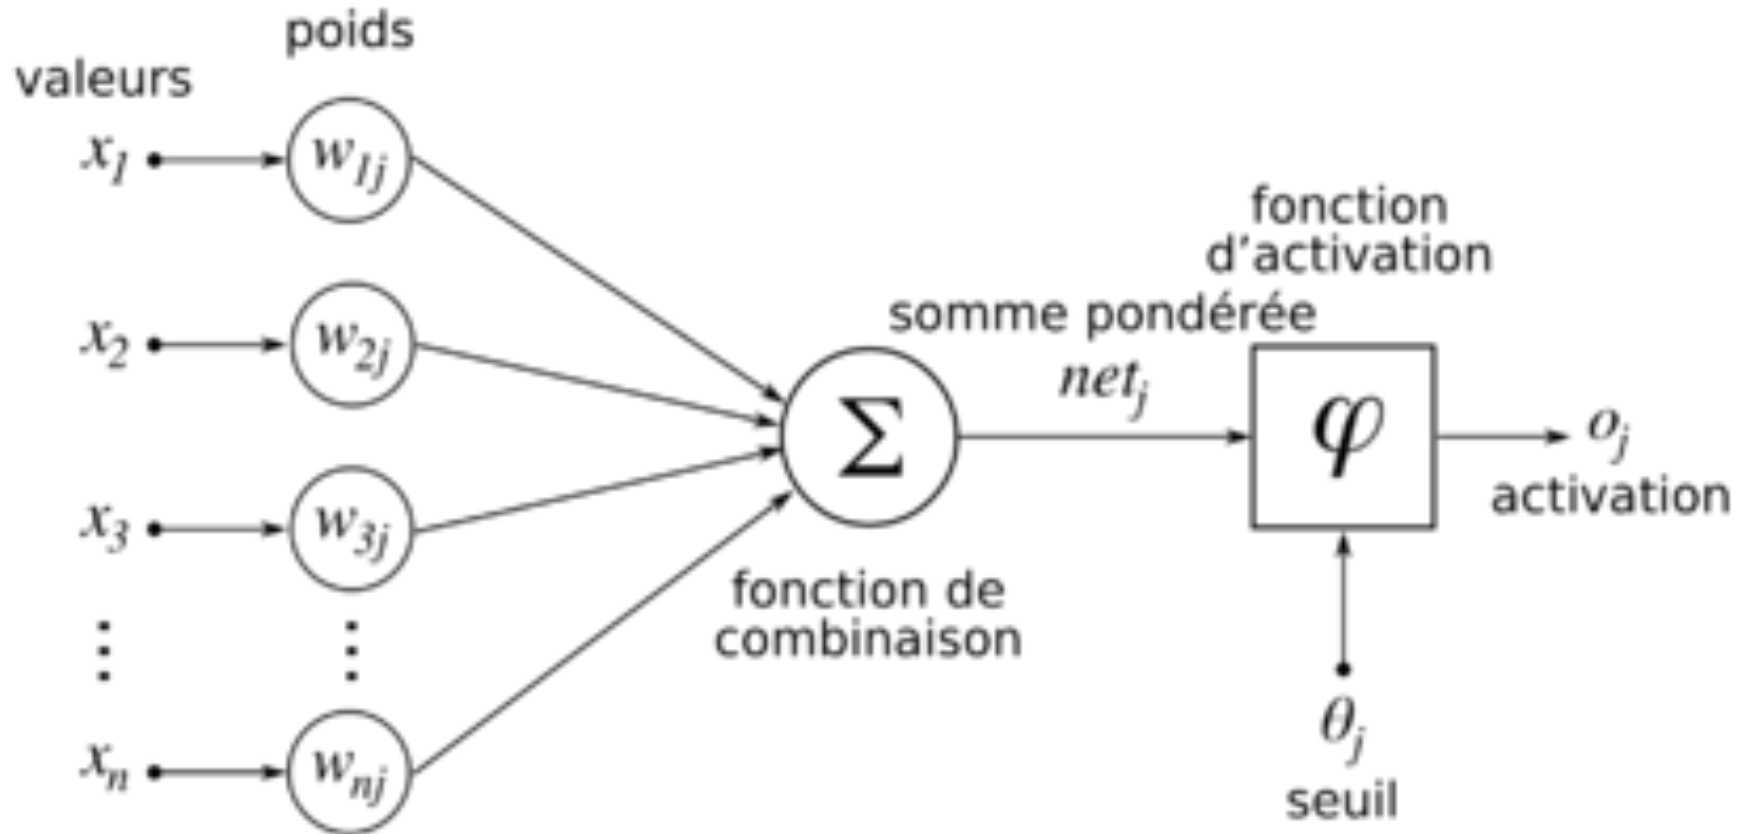 poids
valeurs
x1
w1j
x2
w2j
x3
w3j
⋮
⋮
xn
wnj
Σ
fonction de
combinaison
somme pondérée
netj
fonction
d'activation
φ
oj
activation
θj
seuil